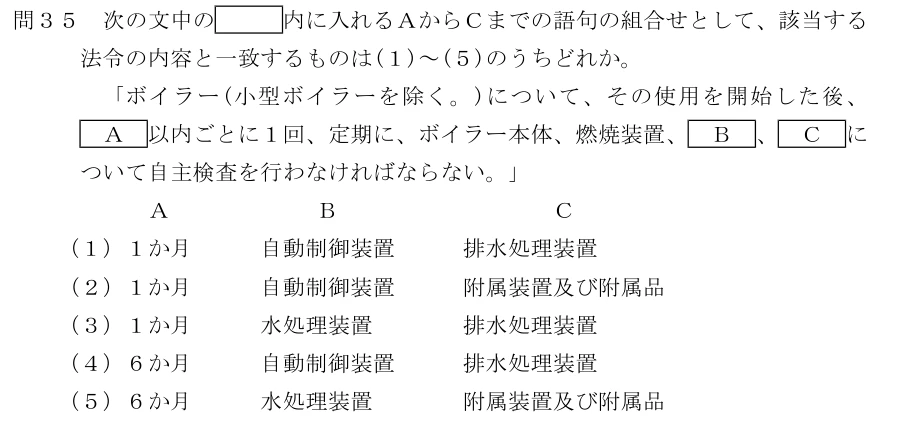 問３５　次の文中の　　　内に入れるＡからＣまでの語句の組合せとして、該当する
法令の内容と一致するものは(１)～(５)のうちどれか。
「ボイラー(小型ボイラーを除く。)について、その使用を開始した後、
Ａ　以内ごとに１回、定期に、ボイラー本体、燃焼装置、　Ｂ　、　Ｃ　に
ついて自主検査を行わなければならない。」
Ａ　Ｂ　Ｃ
(１)　１か月　自動制御装置　排水処理装置
(２)　１か月　自動制御装置　附属装置及び附属品
(３)　１か月　水処理装置　排水処理装置
(４)　６か月　自動制御装置　排水処理装置
(５)　６か月　水処理装置　附属装置及び附属品